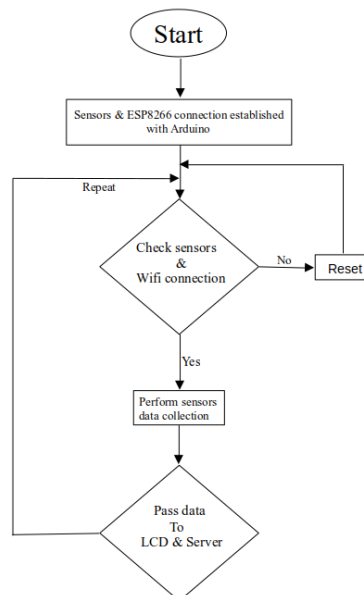 Start
Sensors & ESP8266 connection established
with Arduino
Repeat
Check sensors
&
Wifi connection
No
Reset
Yes
Perform sensors
data collection
Pass data
To
LCD & Server